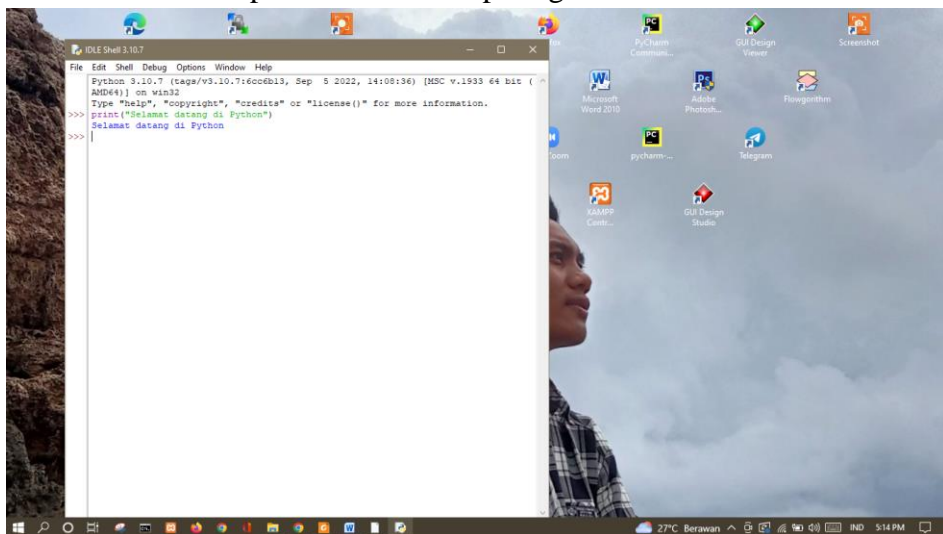 IDLE Shell 3.10.7
File Edit Shell Debug Options Window Help
Python 3.10.7 (tags/v3.10.7:6cc6b13, Sep 5 2022, 14:08:36) [MSC v.1933 64 bit (
AMD64)] on win32
Type "help", "copyright", "credits" or "license()" for more information.
>>> print("Selamat datang di Python")
Selamat datang di Python
>>>
PyCharm
Communi...
GUI Design
Viewer
Screenshot
Microsoft
Word 2010
Adobe
Photosh...
Flowgorithm
Zoom
pycharm-...
Telegram
XAMPP
Contr...
GUI Design
Studio
27°C Berawan
IND
5:14 PM